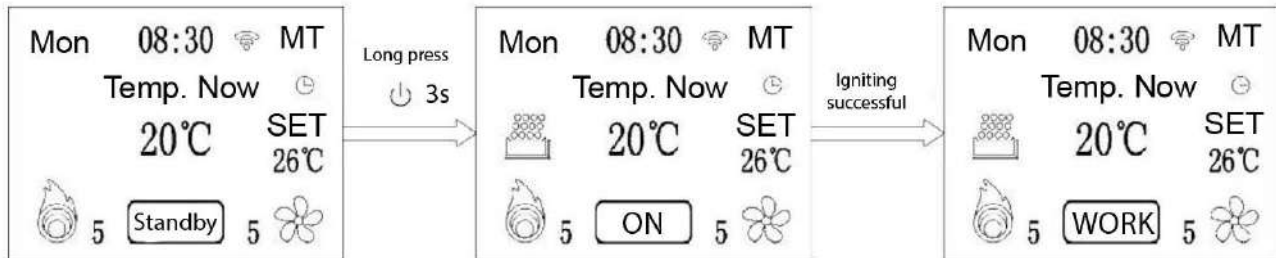 Mon 08:30 MT
Temp. Now
20℃
SET
26℃
5 Standby 5
Long press
3s
Mon 08:30 MT
Temp. Now
20℃
SET
26℃
5 ON 5
Igniting
successful
Mon 08:30 MT
Temp. Now
20℃
SET
26℃
5 WORK 5